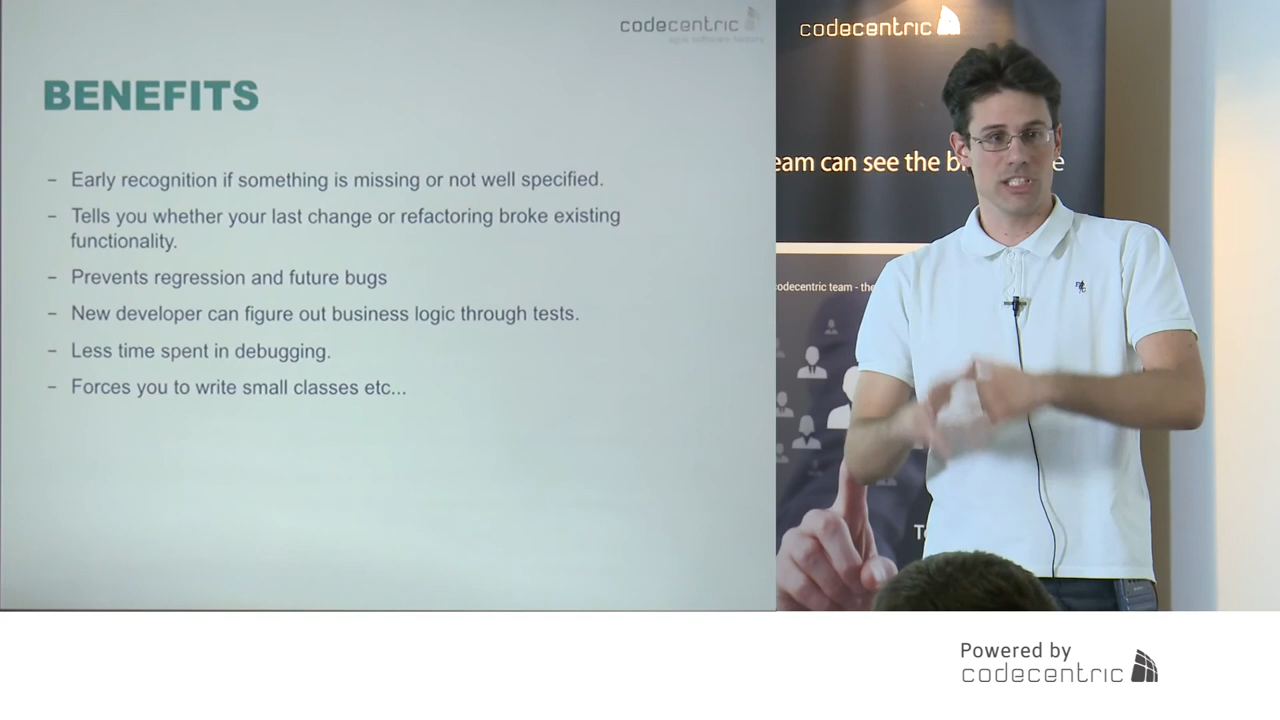 codecentric
agile software factory
BENEFITS
– Early recognition if something is missing or not well specified.
– Tells you whether your last change or refactoring broke existing
functionality.
– Prevents regression and future bugs
– New developer can figure out business logic through tests.
– Less time spent in debugging.
– Forces you to write small classes etc...
codecentric
eam can see the b
e
codecentric team - the
Powered by
codecentric